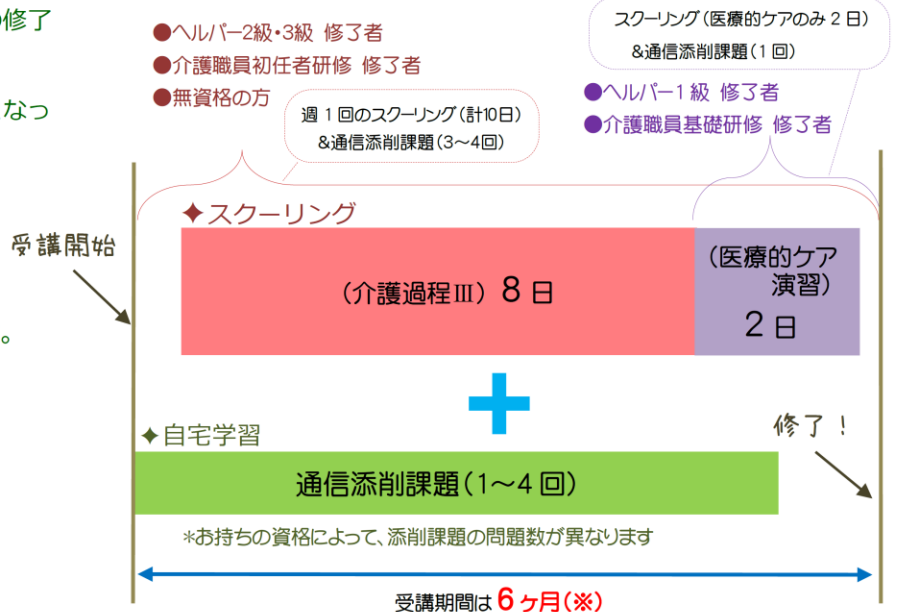 の修了
なっ
。
●ヘルパー2級・3級 修了者
●介護職員初任者研修 修了者
●無資格の方
週1回のスクーリング(計10日)
&通信添削課題(3～4回)
スクーリング(医療的ケアのみ2日)
&通信添削課題(1回)
●ヘルパー1級 修了者
●介護職員基礎研修 修了者
受講開始
✦スクーリング
(介護過程Ⅲ) 8日
(医療的ケア
演習)
2日
✦自宅学習
修了!
通信添削課題(1～4回)
*お持ちの資格によって、添削課題の問題数が異なります
受講期間は6ヶ月(※)